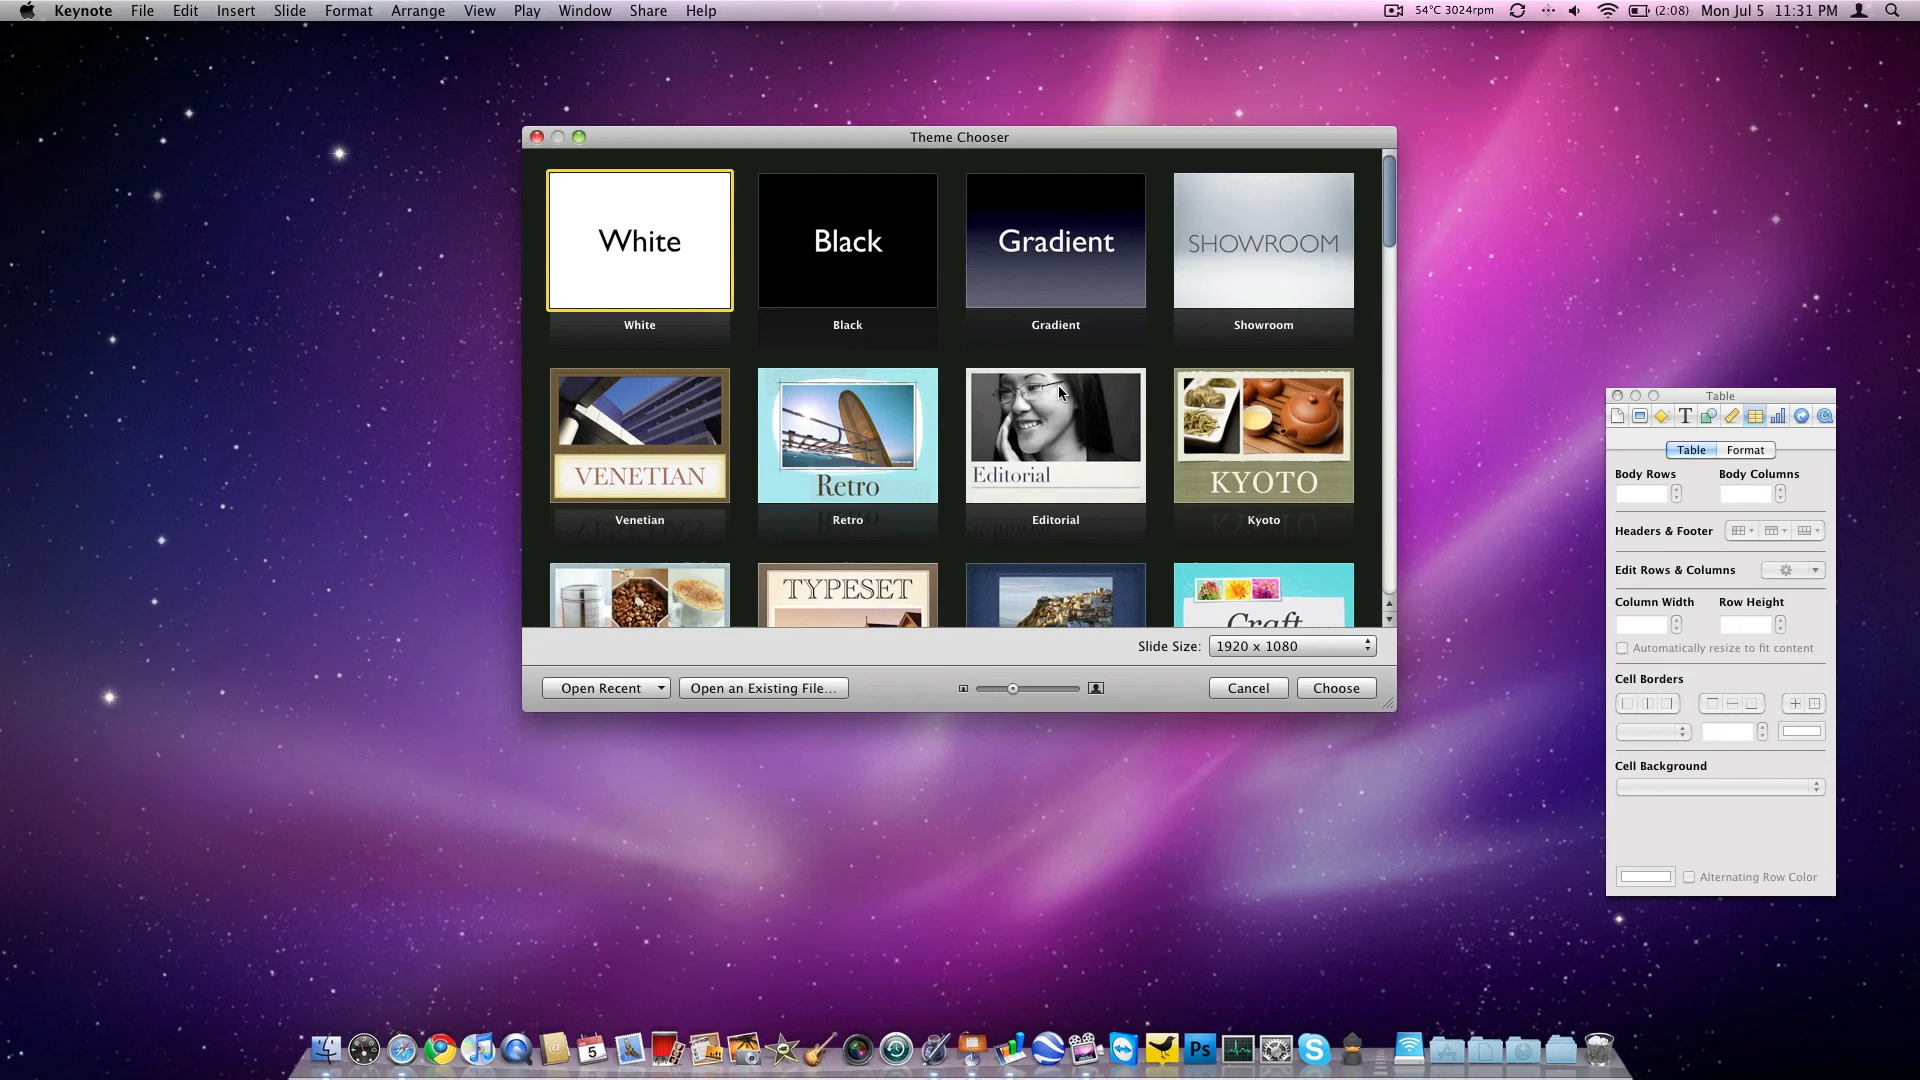 Keynote File Edit Insert Slide Format Arrange View Play Window Share Help
54°C 3024rpm (2:08) Mon Jul 5 11:31 PM
Theme Chooser
White Black Gradient SHOWROOM
White Black Gradient Showroom
VENETIAN Retro Editorial KYOTO
Venetian Retro Editorial Kyoto
TYPESET Craft
Slide Size: 1920 x 1080
Open Recent Open an Existing File... Cancel Choose
Table
Table Format
Body Rows Body Columns
Headers & Footer
Edit Rows & Columns
Column Width Row Height
Automatically resize to fit content
Cell Borders
Cell Background
Alternating Row Color
5
Ps